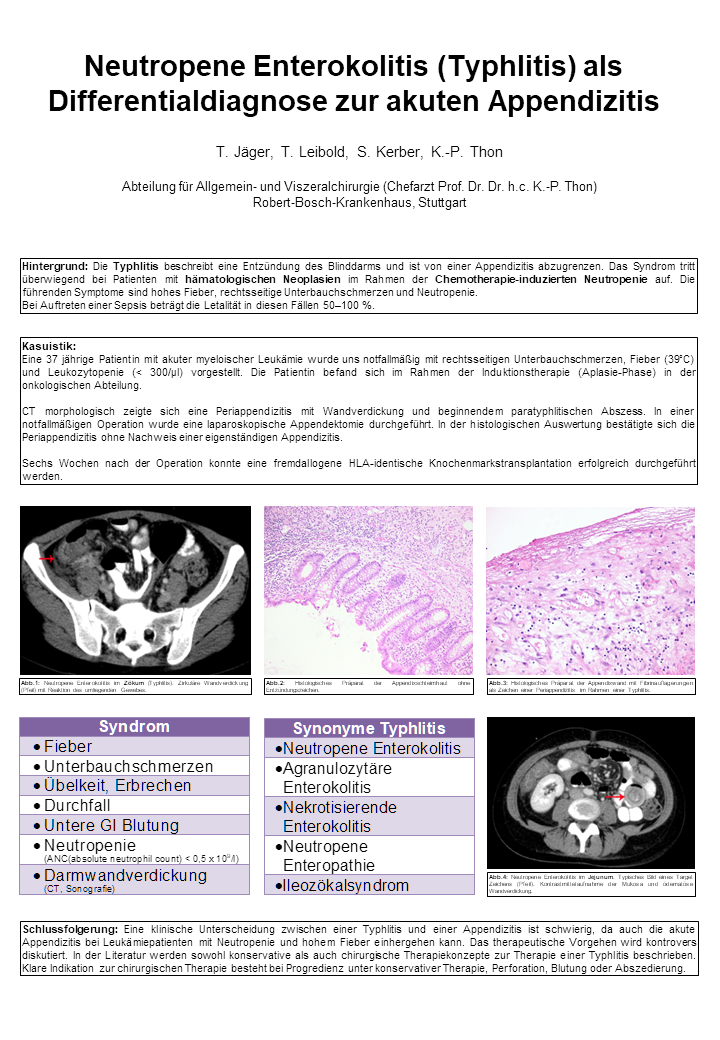 Neutropene Enterokolitis (Typhlitis) als
Differentialdiagnose zur akuten Appendizitis
T. Jäger, T. Leibold, S. Kerber, K.-P. Thon
Abteilung für Allgemein- und Viszeralchirurgie (Chefarzt Prof. Dr. Dr. h.c. K.-P. Thon)
Robert-Bosch-Krankenhaus, Stuttgart
Hintergrund: Die Typhlitis beschreibt eine Entzündung des Blinddarms und ist von einer Appendizitis abzugrenzen. Das Syndrom tritt
überwiegend bei Patienten mit hämatologischen Neoplasien im Rahmen der Chemotherapie-induzierten Neutropenie auf. Die
führenden Symptome sind hohes Fieber, rechtsseitige Unterbauchschmerzen und Neutropenie.
Bei Auftreten einer Sepsis beträgt die Letalität in diesen Fällen 50–100 %.
Kasuistik:
Eine 37 jährige Patientin mit akuter myeloischer Leukämie wurde uns notfallmäßig mit rechtsseitigen Unterbauchschmerzen, Fieber (39°C)
und Leukozytopenie (< 300/µl) vorgestellt. Die Patientin befand sich im Rahmen der Induktionstherapie (Aplasie-Phase) in der
onkologischen Abteilung.
CT morphologisch zeigte sich eine Periappendizitis mit Wandverdickung und beginnendem paratyphlitischen Abszess. In einer
notfallmäßigen Operation wurde eine laparoskopische Appendektomie durchgeführt. In der histologischen Auswertung bestätigte sich die
Periappendizitis ohne Nachweis einer eigenständigen Appendizitis.
Sechs Wochen nach der Operation konnte eine fremdallogene HLA-identische Knochenmarkstransplantation erfolgreich durchgeführt
werden.
Abb.1: Neutropene Enterokolitis im Zökum (Typhlitis). Zirkuläre Wandverdickung
(Pfeil) mit Reaktion des umliegenden Gewebes.
Abb.2: Histologisches Präparat der Appendixschleimhaut ohne
Entzündungszeichen.
Abb.3: Histologisches Präparat der Appendixwand mit Fibrinauflagerungen
als Zeichen einer Periappendizitis im Rahmen einer Typhlitis.
Syndrom
• Fieber
• Unterbauchschmerzen
• Übelkeit, Erbrechen
• Durchfall
• Untere GI Blutung
• Neutropenie
(ANC(absolute neutrophil count) < 0,5 x 10⁹/l)
• Darmwandverdickung
(CT, Sonografie)
Synonyme Typhlitis
•Neutropene Enterokolitis
•Agranulozytäre
Enterokolitis
•Nekrotisierende
Enterokolitis
•Neutropene
Enteropathie
•Ileozökalsyndrom
Abb.4: Neutropene Enterokolitis im Jejunum. Typisches Bild eines Target
Zeichens (Pfeil). Kontrastmittelaufnahme der Mukosa und ödematöse
Wandverdickung.
Schlussfolgerung: Eine klinische Unterscheidung zwischen einer Typhlitis und einer Appendizitis ist schwierig, da auch die akute
Appendizitis bei Leukämiepatienten mit Neutropenie und hohem Fieber einhergehen kann. Das therapeutische Vorgehen wird kontrovers
diskutiert. In der Literatur werden sowohl konservative als auch chirurgische Therapiekonzepte zur Therapie einer Typhlitis beschrieben.
Klare Indikation zur chirurgischen Therapie besteht bei Progredienz unter konservativer Therapie, Perforation, Blutung oder Abszedierung.